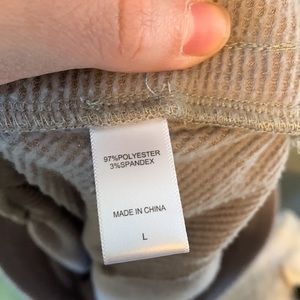 97%POLYESTER
3%SPANDEX
MADE IN CHINA
L